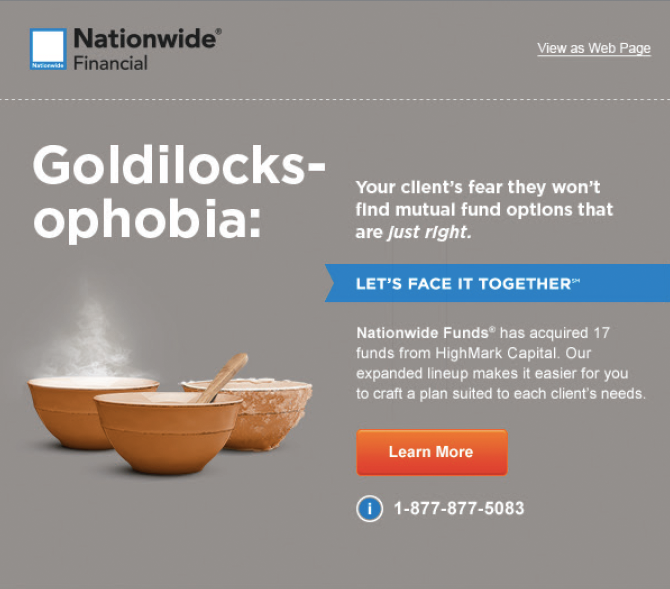 Nationwide®
Financial
Nationwide
View as Web Page
Goldilocks-
ophobia:
Your client's fear they won't
find mutual fund options that
are just right.
LET'S FACE IT TOGETHER℠
Nationwide Funds® has acquired 17
funds from HighMark Capital. Our
expanded lineup makes it easier for you
to craft a plan suited to each client's needs.
Learn More
i 1-877-877-5083